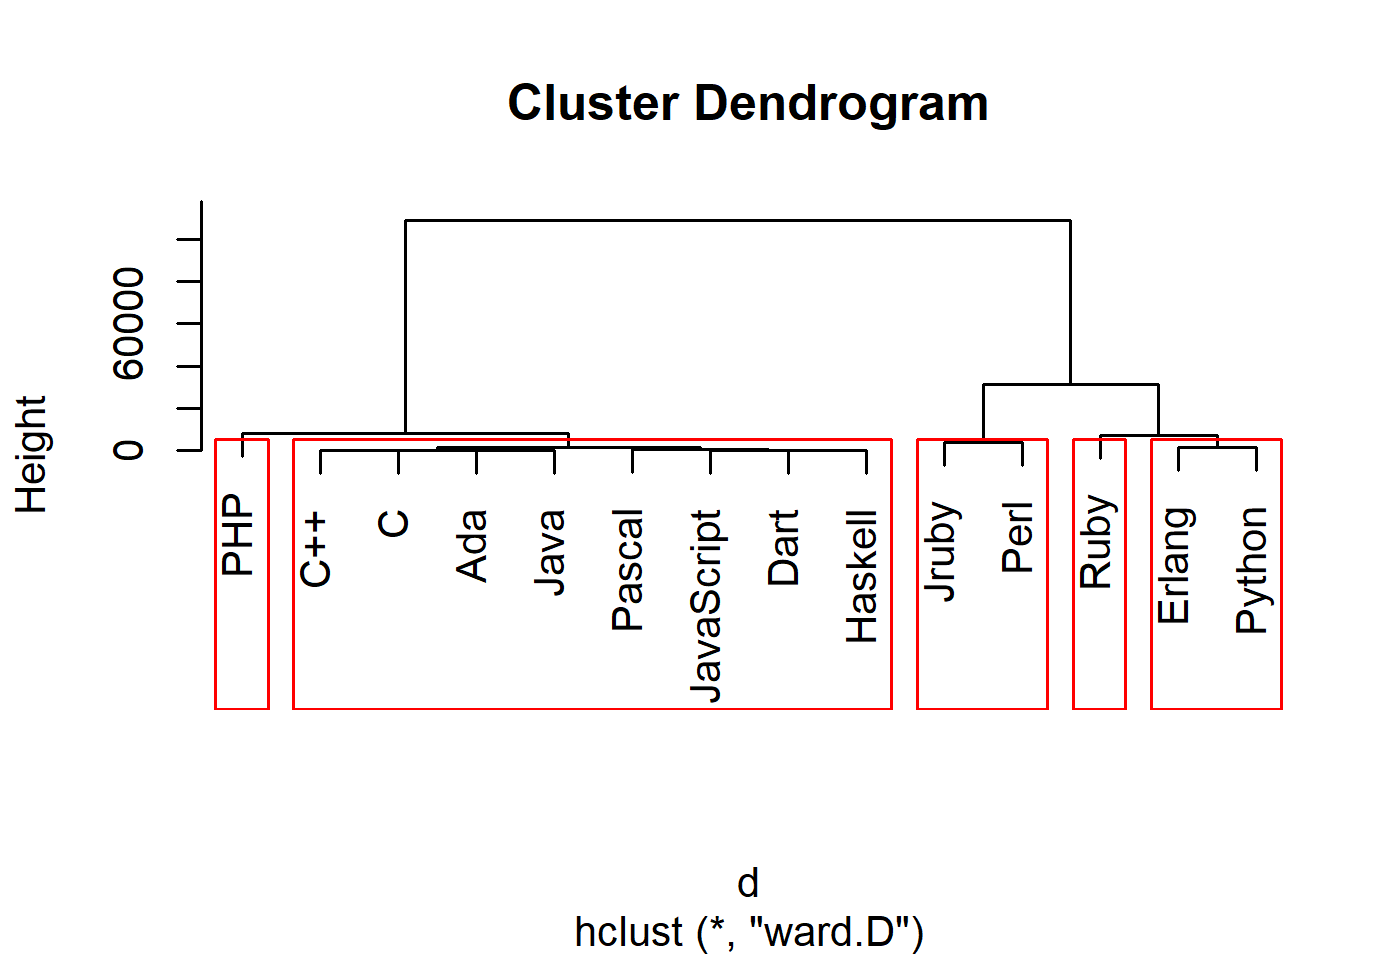 Cluster Dendrogram
Height
60000
0
PHP
C++
C
Ada
Java
Pascal
JavaScript
Dart
Haskell
Jruby
Perl
Ruby
Erlang
Python
d
hclust (*, "ward.D")